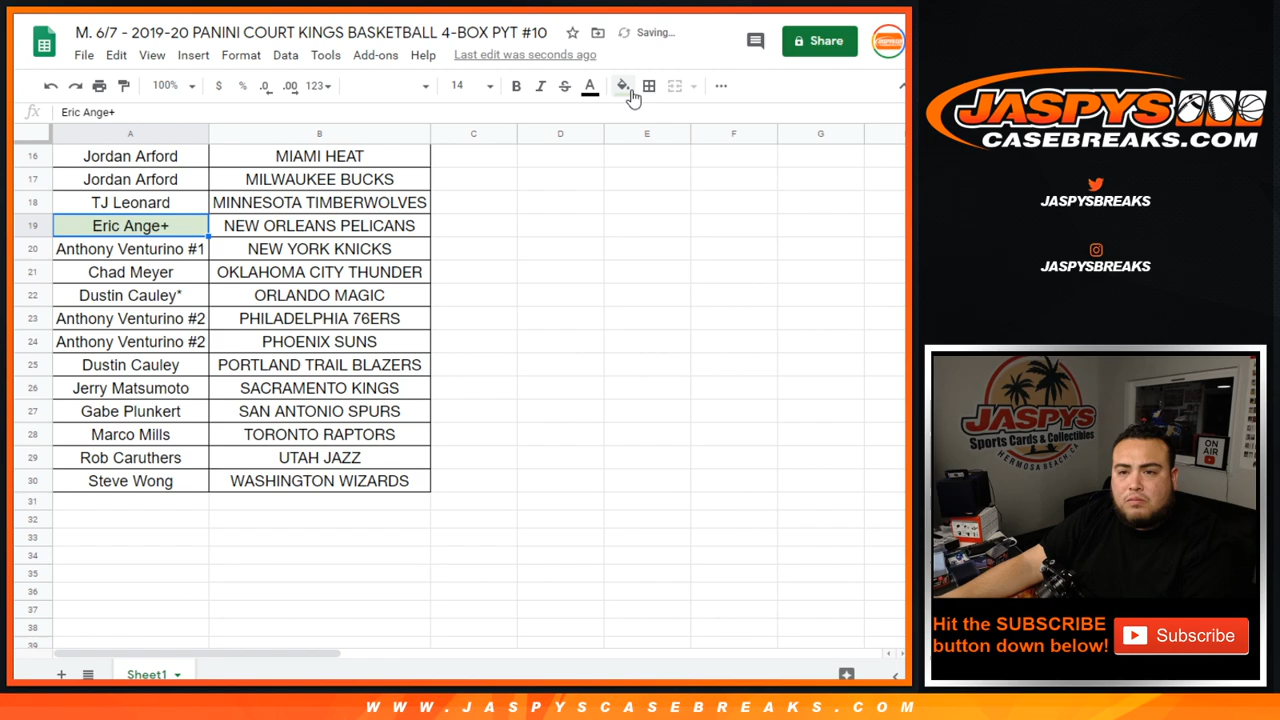 M. 6/7 - 2019-20 PANINI COURT KINGS BASKETBALL 4-BOX PYT #10
Saving...
File Edit View Insert Format Data Tools Add-ons Help Last edit was seconds ago
Share
100% $ % .0 .00 123 14 B I S A
fx Eric Ange+
A B C D E F G
16 Jordan Arford MIAMI HEAT
17 Jordan Arford MILWAUKEE BUCKS
18 TJ Leonard MINNESOTA TIMBERWOLVES
19 Eric Ange+ NEW ORLEANS PELICANS
20 Anthony Venturino #1 NEW YORK KNICKS
21 Chad Meyer OKLAHOMA CITY THUNDER
22 Dustin Cauley* ORLANDO MAGIC
23 Anthony Venturino #2 PHILADELPHIA 76ERS
24 Anthony Venturino #2 PHOENIX SUNS
25 Dustin Cauley PORTLAND TRAIL BLAZERS
26 Jerry Matsumoto SACRAMENTO KINGS
27 Gabe Plunkert SAN ANTONIO SPURS
28 Marco Mills TORONTO RAPTORS
29 Rob Caruthers UTAH JAZZ
30 Steve Wong WASHINGTON WIZARDS
31
32
33
34
35
36
37
38
39
Sheet1
JASPYS
CASEBREAKS.COM
JASPYSBREAKS
JASPYSBREAKS
JASPYS
Sports Cards & Collectibles
HERMOSA BEACH, CA
ON
AIR
Hit the SUBSCRIBE
button down below!
Subscribe
WWW.JASPYSCASEBREAKS.COM